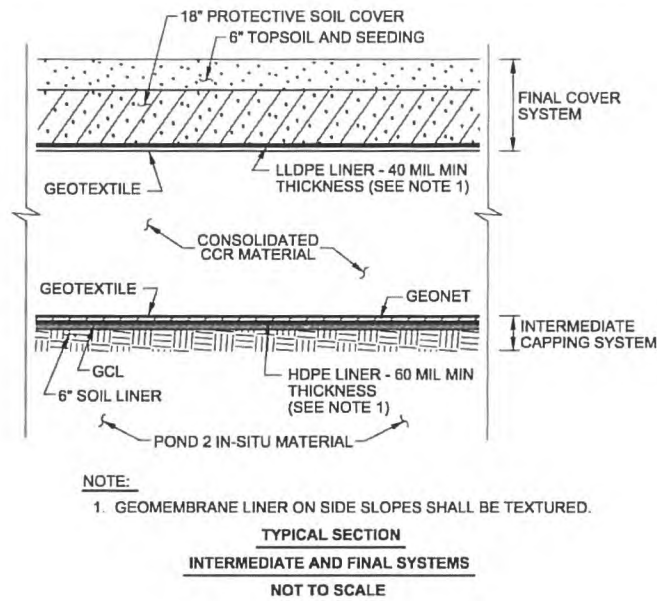 18" PROTECTIVE SOIL COVER
6" TOPSOIL AND SEEDING
FINAL COVER
SYSTEM
LLDPE LINER - 40 MIL MIN
THICKNESS (SEE NOTE 1)
GEOTEXTILE
CONSOLIDATED
CCR MATERIAL
GEOTEXTILE
GEONET
INTERMEDIATE
CAPPING SYSTEM
GCL
6" SOIL LINER
HDPE LINER - 60 MIL MIN
THICKNESS
(SEE NOTE 1)
POND 2 IN-SITU MATERIAL
NOTE:
1. GEOMEMBRANE LINER ON SIDE SLOPES SHALL BE TEXTURED.
TYPICAL SECTION
INTERMEDIATE AND FINAL SYSTEMS
NOT TO SCALE